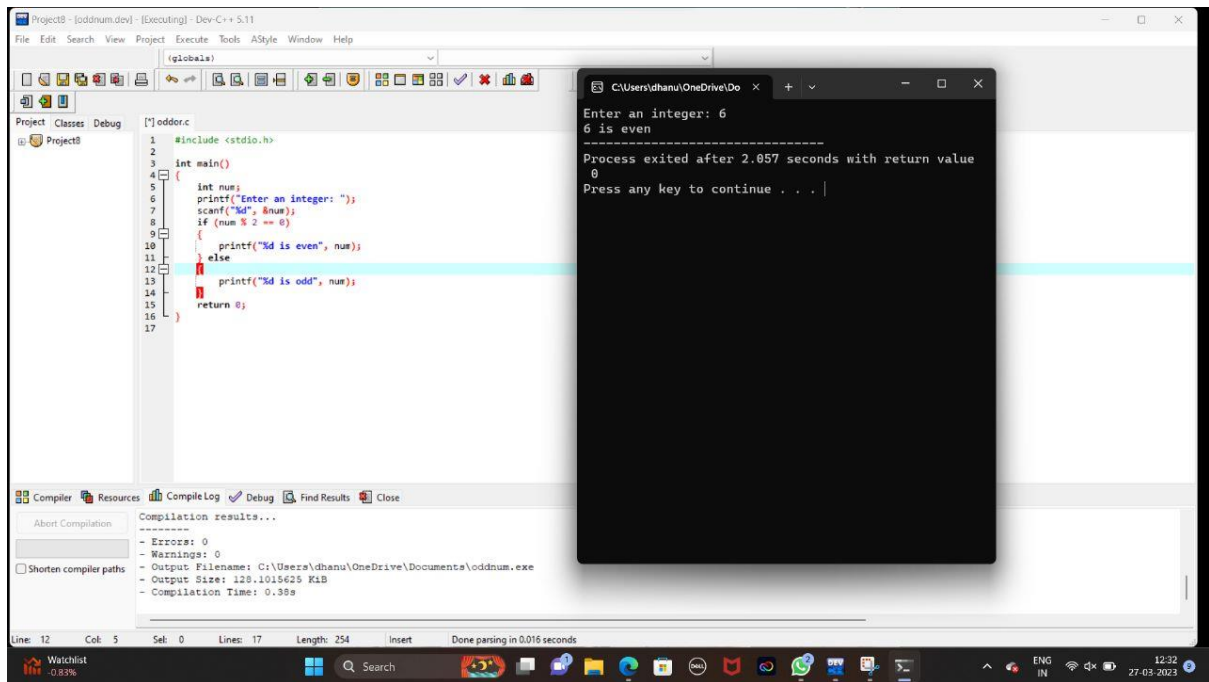 Project8 - [oddnum.dev] - [Executing] - Dev-C++ 5.11
File Edit Search View Project Execute Tools AStyle Window Help
(globals)
Project Classes Debug
[*] oddor.c
Project8
1 #include <stdio.h>
2
3 int main()
4 {
5 int num;
6 printf("Enter an integer: ");
7 scanf("%d", &num);
8 if (num % 2 == 0)
9 {
10 printf("%d is even", num);
11 } else
12 {
13 printf("%d is odd", num);
14 }
15 return 0;
16 }
17
C:\Users\dhanu\OneDrive\Do
Enter an integer: 6
6 is even
--------------------------------
Process exited after 2.057 seconds with return value
0
Press any key to continue . . .
Compiler Resources Compile Log Debug Find Results Close
Abort Compilation
Shorten compiler paths
Compilation results...
--------
- Errors: 0
- Warnings: 0
- Output Filename: C:\Users\dhanu\OneDrive\Documents\oddnum.exe
- Output Size: 128.1015625 KiB
- Compilation Time: 0.38s
Line: 12 Col: 5 Sel: 0 Lines: 17 Length: 254 Insert Done parsing in 0.016 seconds
Watchlist
-0.83%
Search
DELL
2
DEV
ENG
IN
12:32
27-03-2023
9